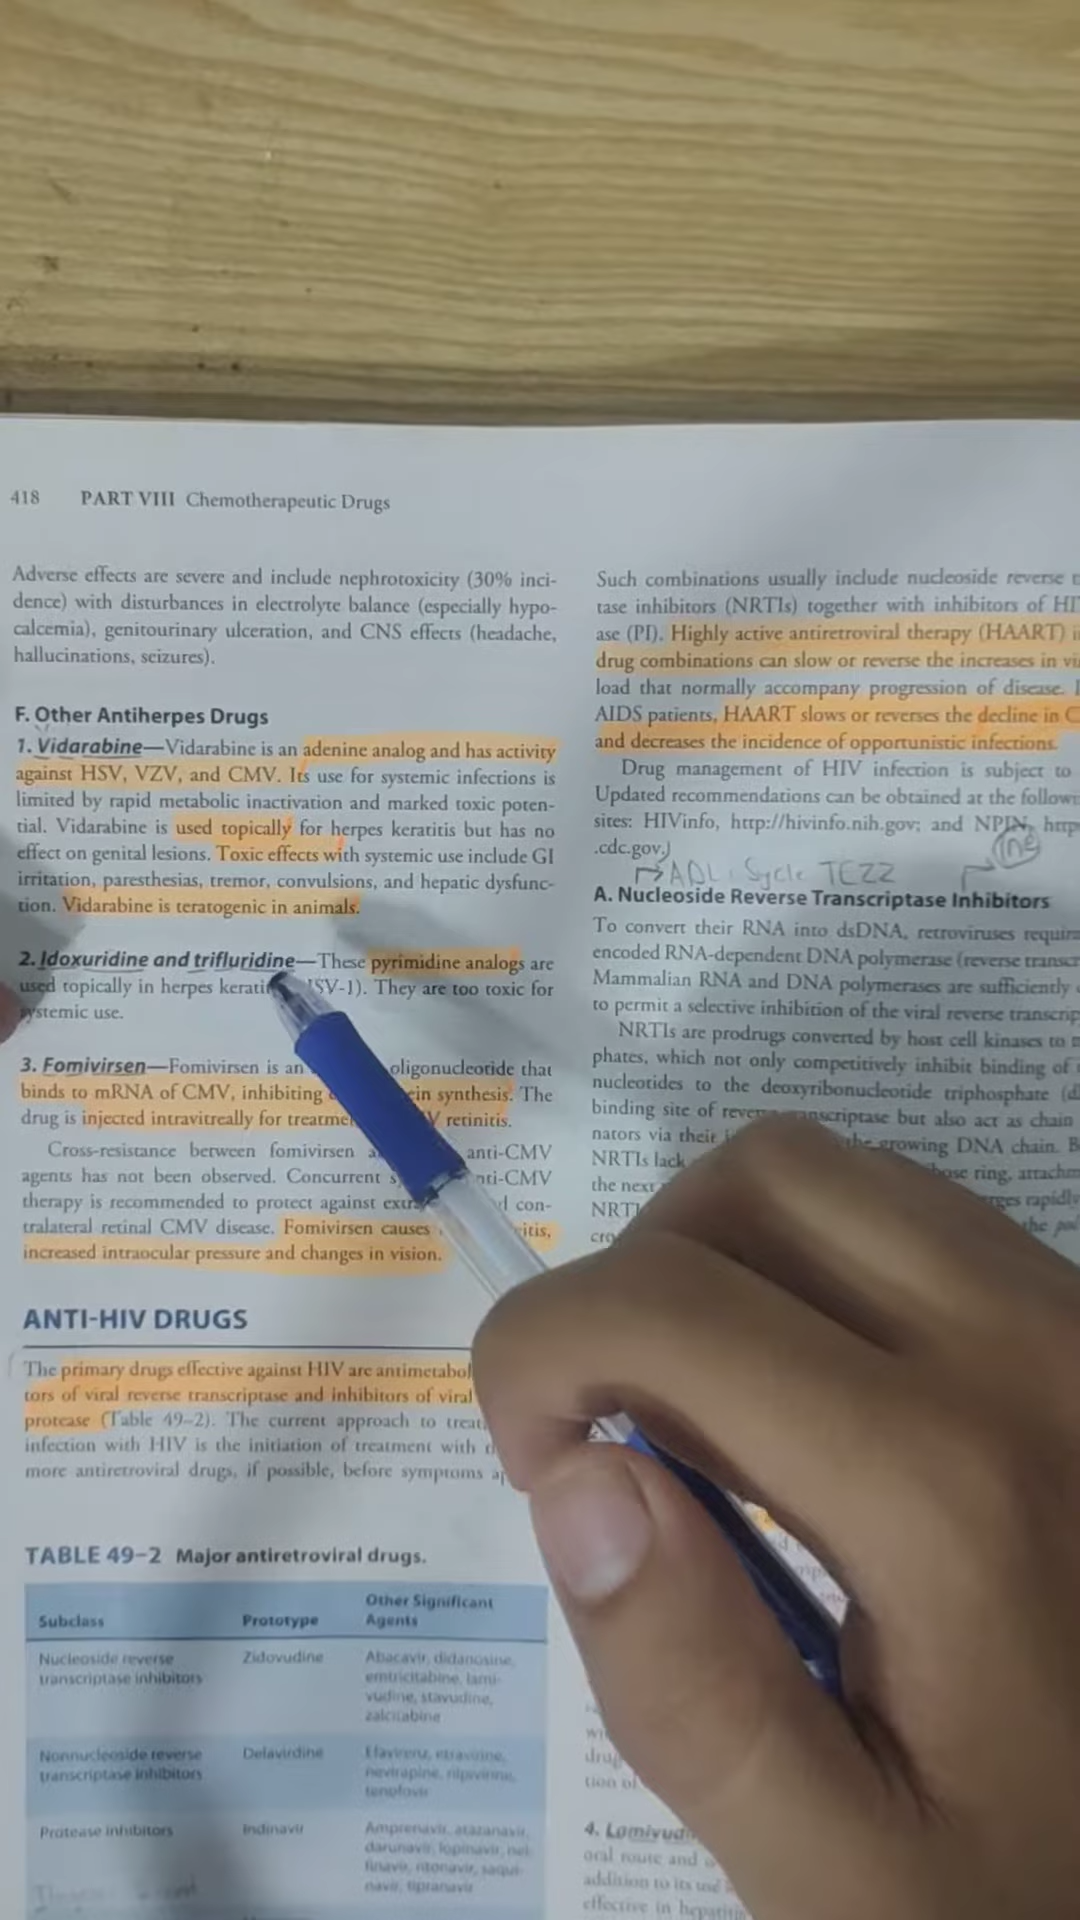 418 PART VIII Chemotherapeutic Drugs
Adverse effects are severe and include nephrotoxicity (30% inci-
dence) with disturbances in electrolyte balance (especially hypo-
calcemia), genitourinary ulceration, and CNS effects (headache,
hallucinations, seizures).
F. Other Antiherpes Drugs
1. Vidarabine—Vidarabine is an adenine analog and has activity
against HSV, VZV, and CMV. Its use for systemic infections is
limited by rapid metabolic inactivation and marked toxic poten-
tial. Vidarabine is used topically for herpes keratitis but has no
effect on genital lesions. Toxic effects with systemic use include GI
irritation, paresthesias, tremor, convulsions, and hepatic dysfunc-
tion. Vidarabine is teratogenic in animals.
2. Idoxuridine and trifluridine—These pyrimidine analogs are
used topically in herpes kerati SV-1). They are too toxic for
ystemic use.
3. Fomivirsen—Fomivirsen is an oligonucleotide that
binds to mRNA of CMV, inhibiting ein synthesis. The
drug is injected intravitreally for treatme V retinitis.
Cross-resistance between fomivirsen a anti-CMV
agents has not been observed. Concurrent s nti-CMV
therapy is recommended to protect against extr d con-
tralateral retinal CMV disease. Fomivirsen causes itis,
increased intraocular pressure and changes in vision.
ANTI-HIV DRUGS
The primary drugs effective against HIV are antimetabol
tors of viral reverse transcriptase and inhibitors of viral
protease (Table 49–2). The current approach to treat
infection with HIV is the initiation of treatment with
more antiretroviral drugs, if possible, before symptoms ap
TABLE 49–2 Major antiretroviral drugs.
Subclass Prototype Other Significant
Agents
Nucleoside reverse
transcriptase inhibitors
Zidovudine
Abacavir, didanosine,
emtricitabine, lami-
vudine, stavudine,
zalcitabine
Nonnucleoside reverse
transcriptase inhibitors
Delavirdine
Efavirenz, etravirine,
nevirapine, rilpivirine,
tenofovir
Protease inhibitors
Indinavir
Amprenavir, atazanavir,
darunavir, lopinavir, nel-
finavir, ritonavir, saqui-
navir, tipranavir
Such combinations usually include nucleoside reverse
tase inhibitors (NRTIs) together with inhibitors of HI
ase (PI). Highly active antiretroviral therapy (HAART) i
drug combinations can slow or reverse the increases in vi
load that normally accompany progression of disease.
AIDS patients, HAART slows or reverses the decline in C
and decreases the incidence of opportunistic infections.
Drug management of HIV infection is subject to
Updated recommendations can be obtained at the follow
sites: HIVinfo, http://hivinfo.nih.gov; and NPIN, http
.cdc.gov.
ine
A. Nucleoside Reverse Transcriptase Inhibitors
To convert their RNA into dsDNA, retroviruses require
encoded RNA-dependent DNA polymerase (reverse transcr
Mammalian RNA and DNA polymerases are sufficiently
to permit a selective inhibition of the viral reverse transcrip
NRTIs are prodrugs converted by host cell kinases to
phates, which not only competitively inhibit binding of
nucleotides to the deoxyribonucleotide triphosphate (d
binding site of reve anscriptase but also act as chain
nators via their the growing DNA chain. B
NRTIs lack ose ring, attachm
the next rges rapidly
NRTI the pol
cro
drug
tion of
4. Lamivud
oral route and
addition to its use
effective in hepatitis